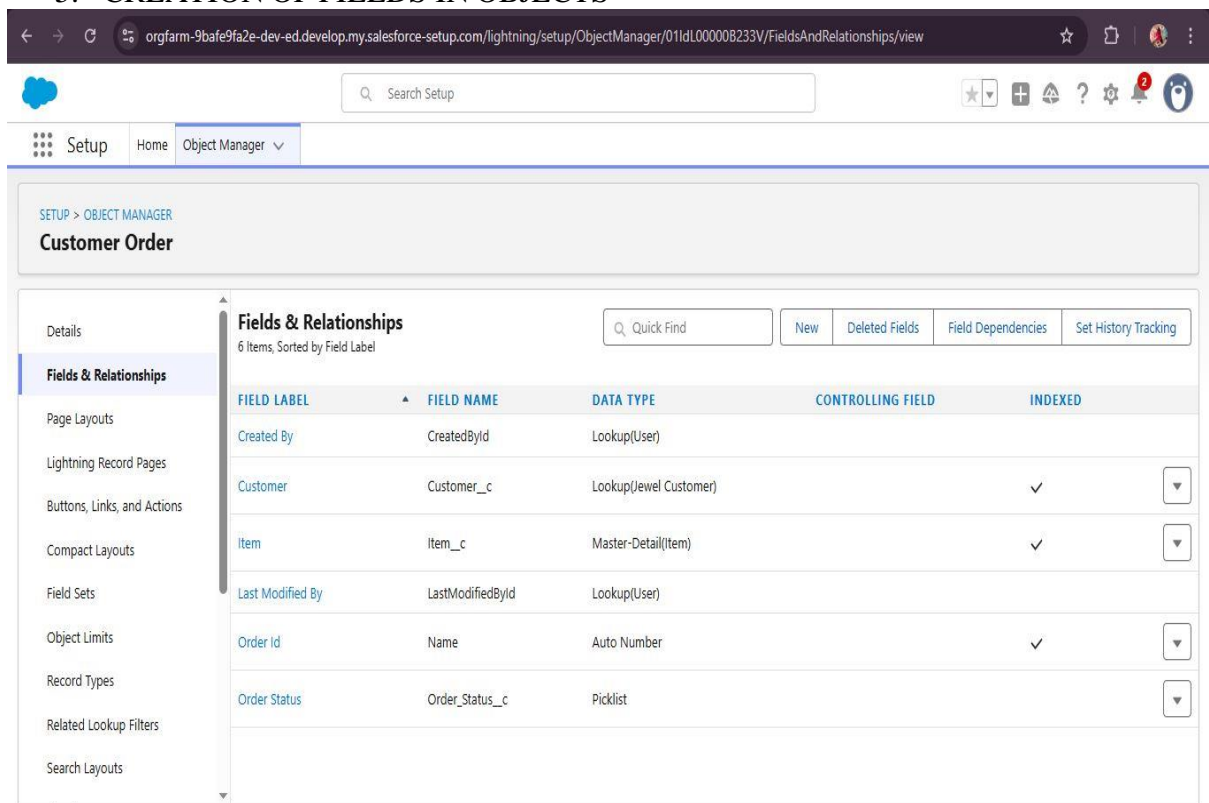 CREATION OF FIELDS IN OBJECTS
orgfarm-9bafe9fa2e-dev-ed.develop.my.salesforce-setup.com/lightning/setup/ObjectManager/01IdL00000B233V/FieldsAndRelationships/view
Search Setup
2
Setup Home Object Manager
SETUP > OBJECT MANAGER
Customer Order
Details
Fields & Relationships
Page Layouts
Lightning Record Pages
Buttons, Links, and Actions
Compact Layouts
Field Sets
Object Limits
Record Types
Related Lookup Filters
Search Layouts
Fields & Relationships
6 Items, Sorted by Field Label
Quick Find New Deleted Fields Field Dependencies Set History Tracking
FIELD LABEL FIELD NAME DATA TYPE CONTROLLING FIELD INDEXED
Created By CreatedById Lookup(User)
Customer Customer__c Lookup(Jewel Customer)
Item Item__c Master-Detail(Item)
Last Modified By LastModifiedById Lookup(User)
Order Id Name Auto Number
Order Status Order_Status__c Picklist